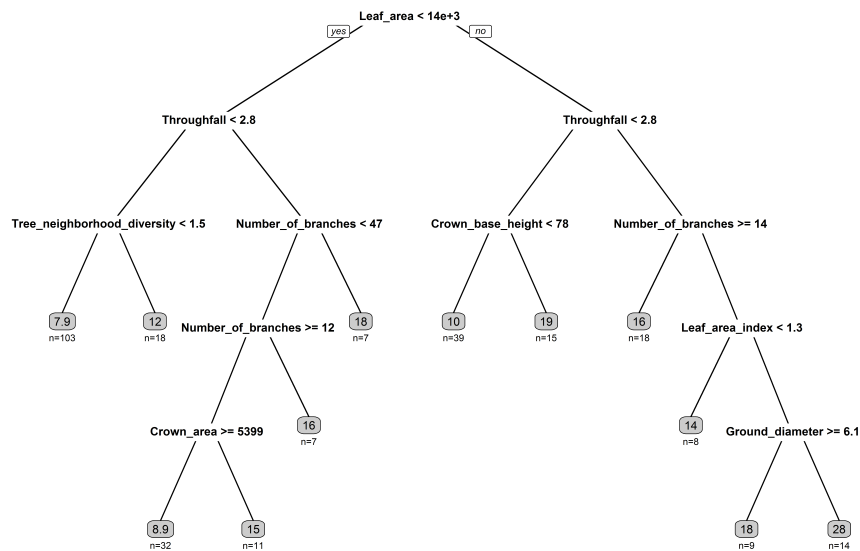 Leaf_area < 14e+3
yes
no
Throughfall < 2.8
Throughfall < 2.8
Tree_neighborhood_diversity < 1.5
Number_of_branches < 47
Crown_base_height < 78
Number_of_branches >= 14
7.9
n=103
12
n=18
Number_of_branches >= 12
18
n=7
10
n=39
19
n=15
16
n=18
Leaf_area_index < 1.3
Crown_area >= 5399
16
n=7
14
n=8
Ground_diameter >= 6.1
8.9
n=32
15
n=11
18
n=9
28
n=14